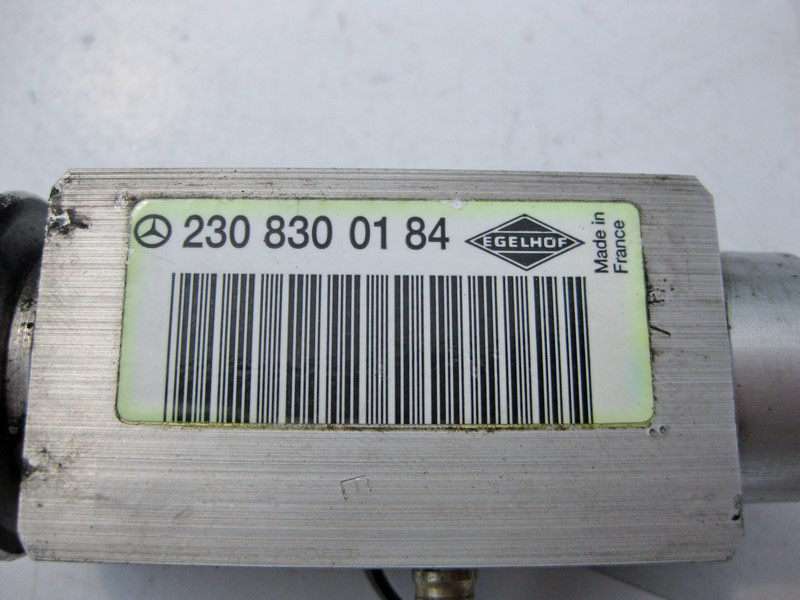 230 830 01 84
EGELHOF
Made in
France
E